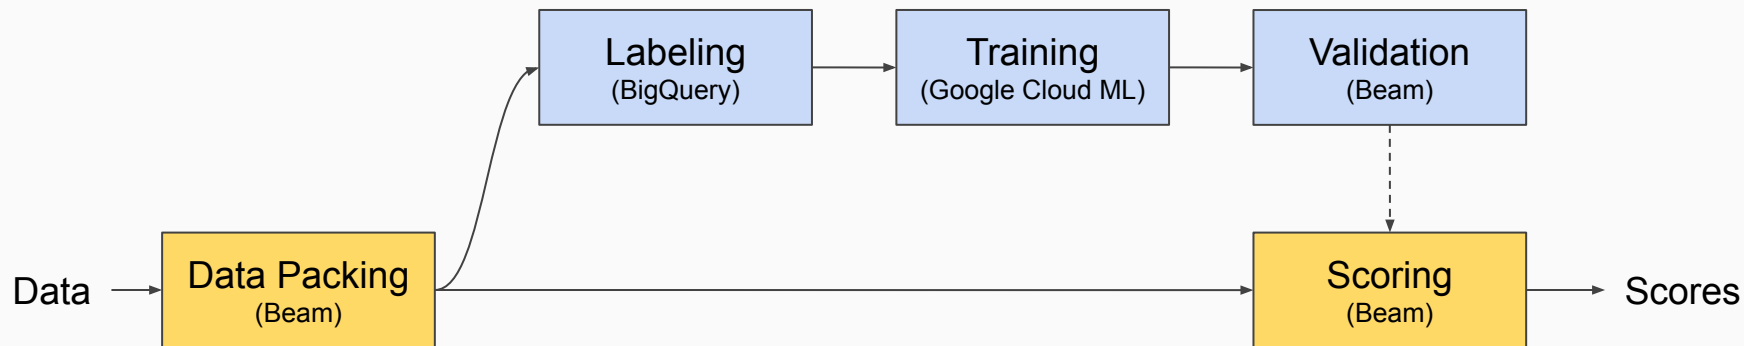 Labeling
(BigQuery)
Training
(Google Cloud ML)
Validation
(Beam)
Data
Data Packing
(Beam)
Scoring
(Beam)
Scores